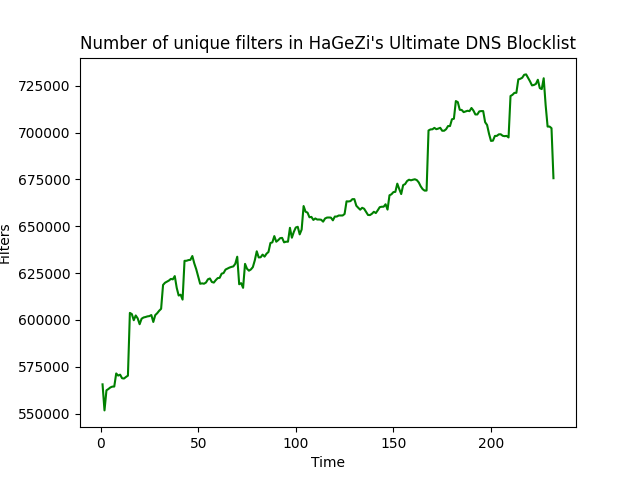 Number of unique filters in HaGeZi's Ultimate DNS Blocklist
725000
700000
675000
650000
625000
600000
575000
550000
Filters
0 50 100 150 200
Time